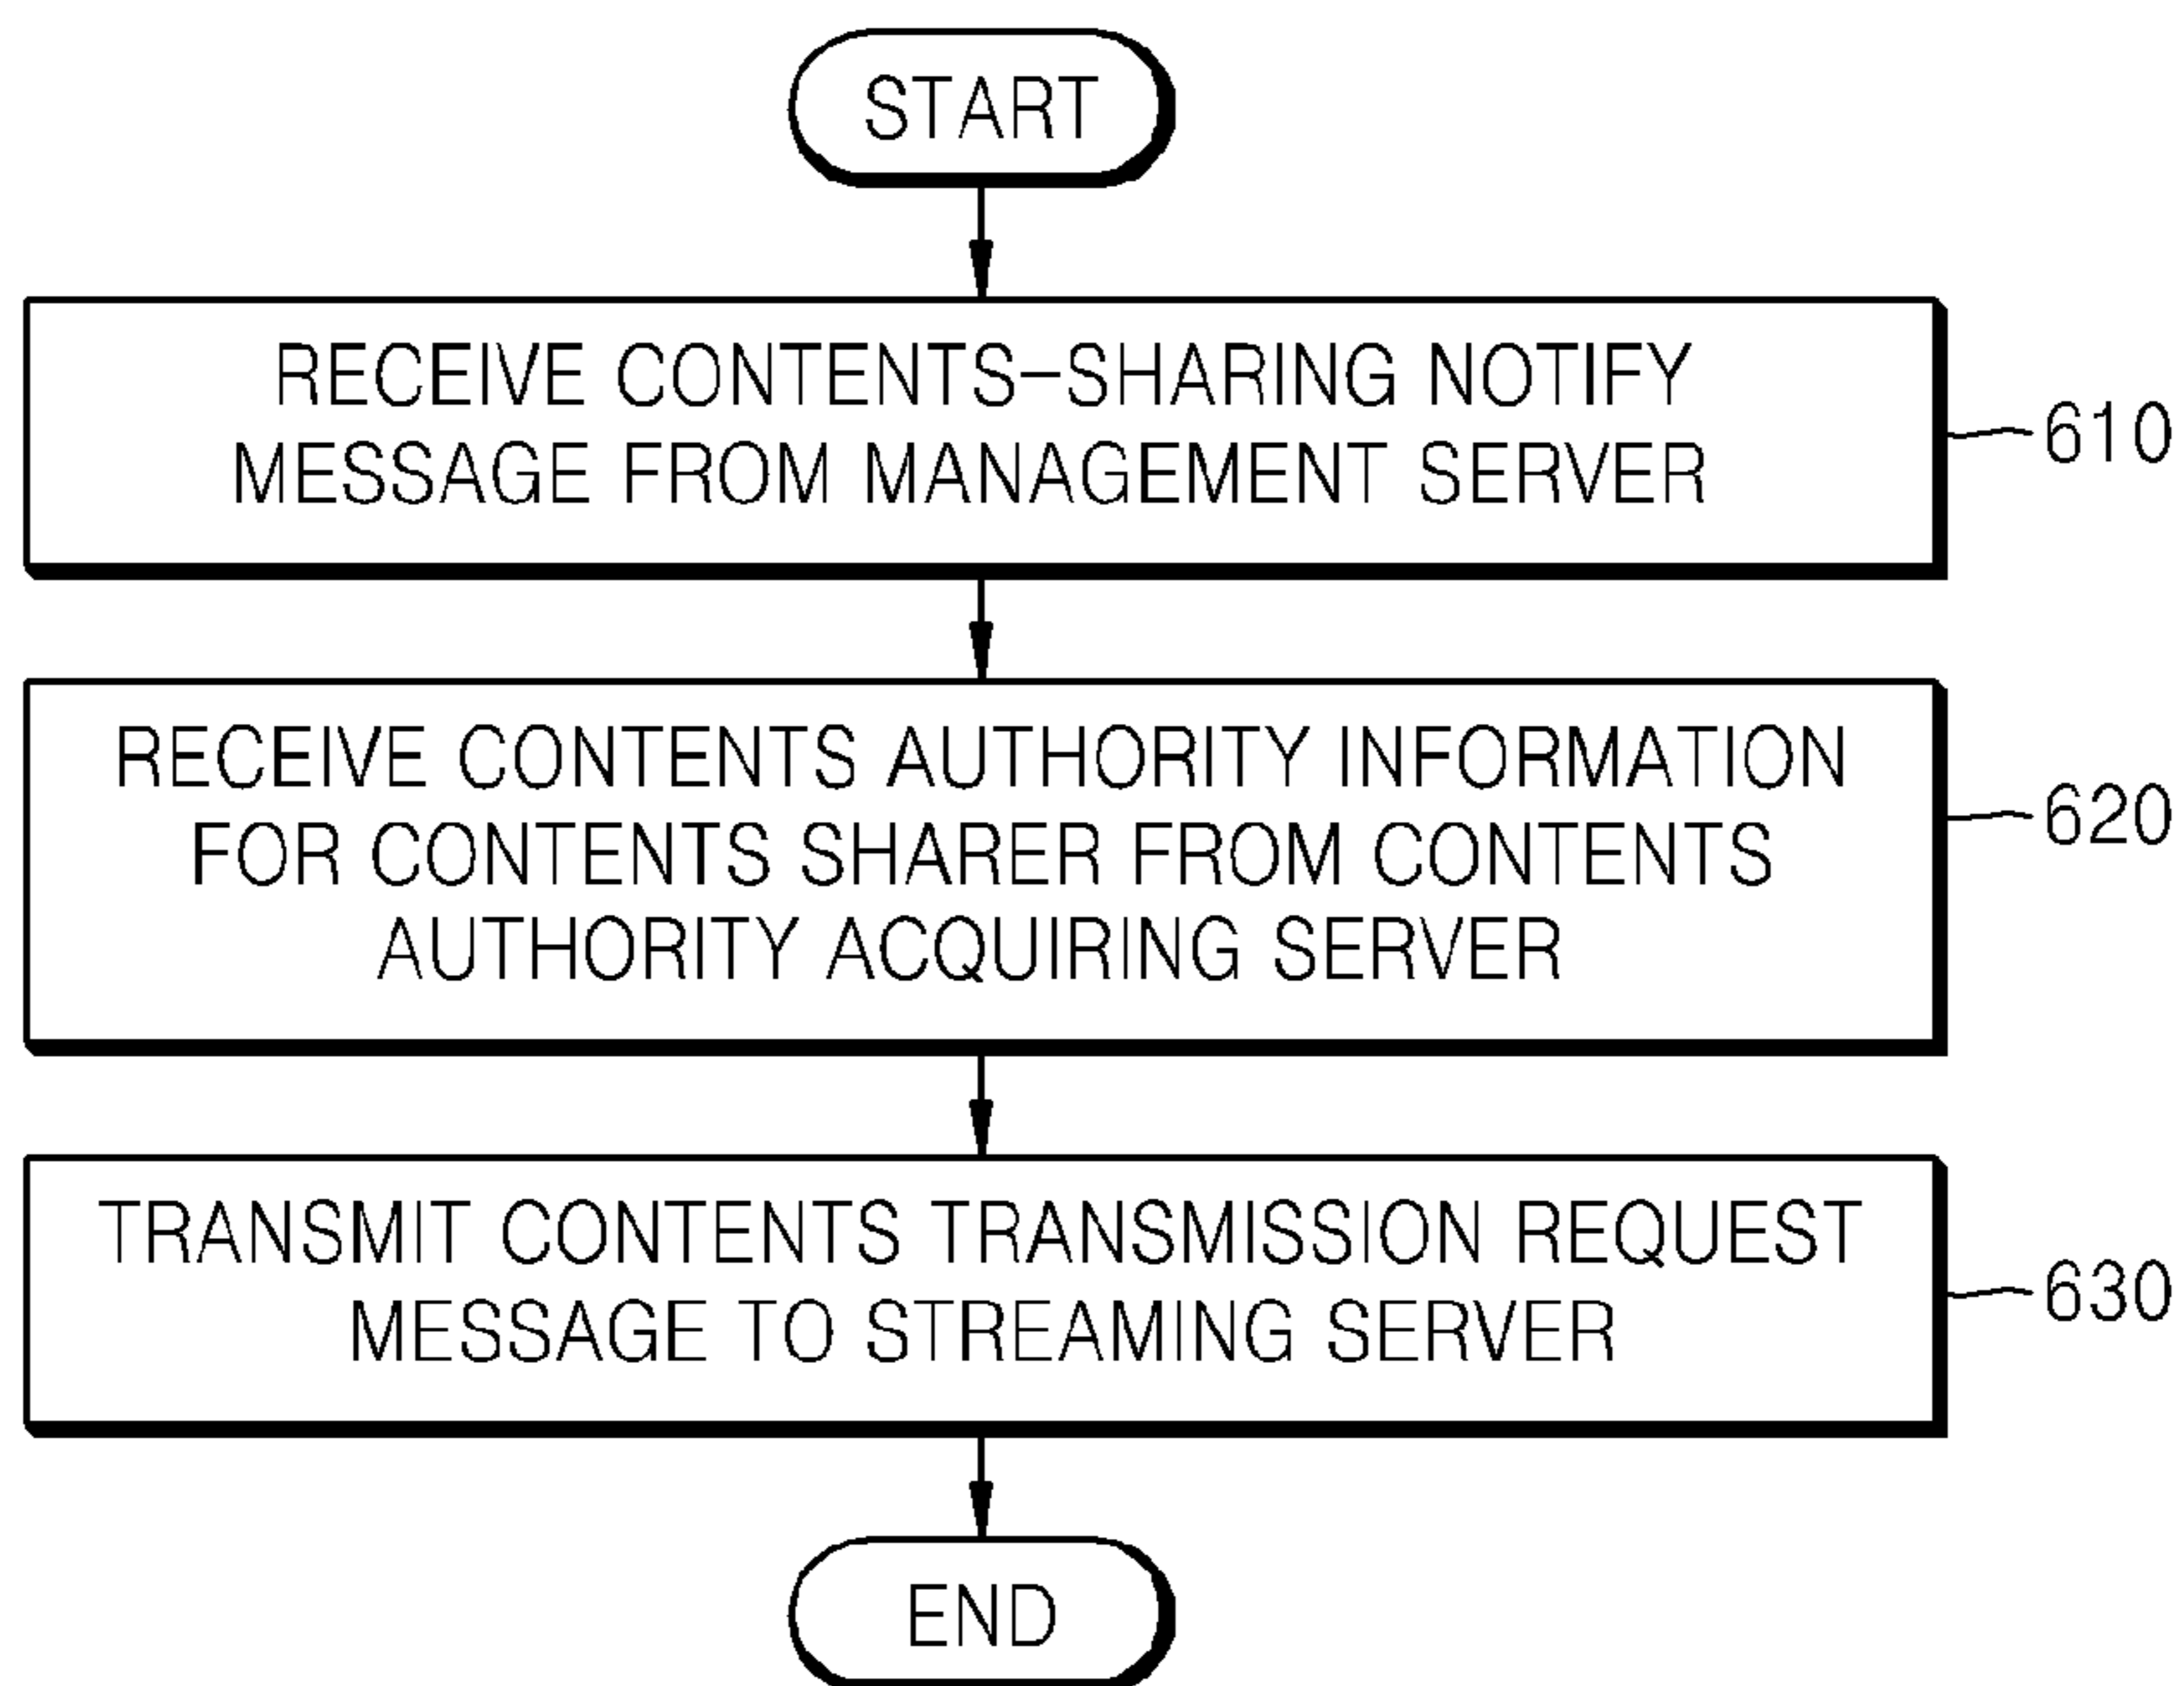 START
RECEIVE CONTENTS-SHARING NOTIFY
MESSAGE FROM MANAGEMENT SERVER
610
RECEIVE CONTENTS AUTHORITY INFORMATION
FOR CONTENTS SHARER FROM CONTENTS
AUTHORITY ACQUIRING SERVER
620
TRANSMIT CONTENTS TRANSMISSION REQUEST
MESSAGE TO STREAMING SERVER
630
END